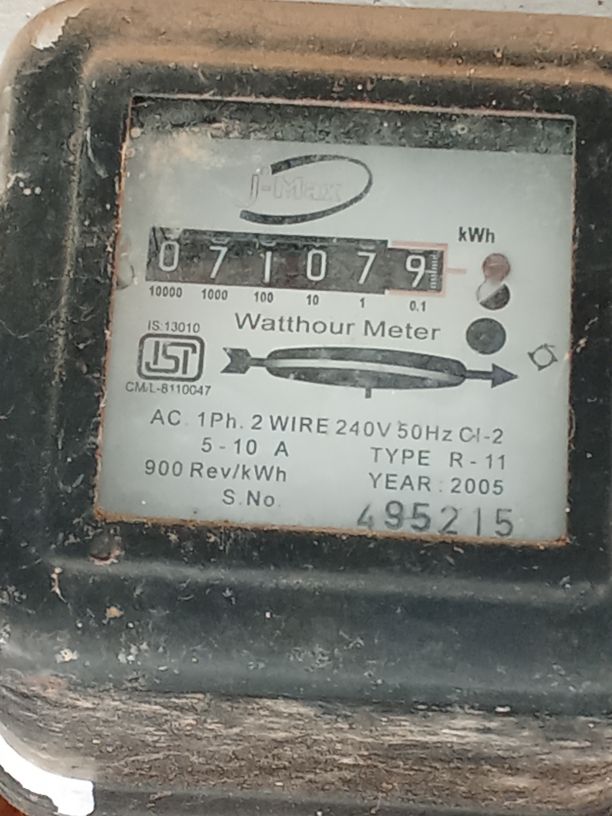 J-Max
kWh
071079
10000 1000 100 10 1 0.1
Watthour Meter
IS:13010
ISI
CM/L-8110047
AC. 1Ph. 2 WIRE 240V 50Hz Cl-2
5-10 A TYPE R-11
900 Rev/kWh YEAR: 2005
S.No. 495215